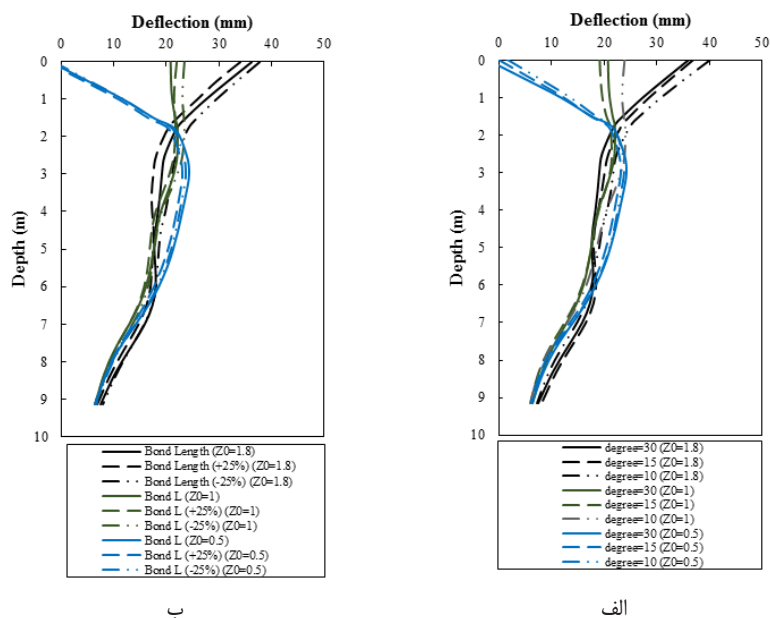 Deflection (mm)
0 10 20 30 40 50
0
1
2
3
4
5
6
7
8
9
10
Depth (m)
Bond Length (Z0=1.8)
Bond Length (+25%) (Z0=1.8)
Bond Length (-25%) (Z0=1.8)
Bond L (Z0=1)
Bond L (+25%) (Z0=1)
Bond L (-25%) (Z0=1)
Bond L (Z0=0.5)
Bond L (+25%) (Z0=0.5)
Bond L (-25%) (Z0=0.5)
ب
Deflection (mm)
0 10 20 30 40 50
0
1
2
3
4
5
6
7
8
9
10
Depth (m)
degree=30 (Z0=1.8)
degree=15 (Z0=1.8)
degree=10 (Z0=1.8)
degree=30 (Z0=1)
degree=15 (Z0=1)
degree=10 (Z0=1)
degree=30 (Z0=0.5)
degree=15 (Z0=0.5)
degree=10 (Z0=0.5)
الف